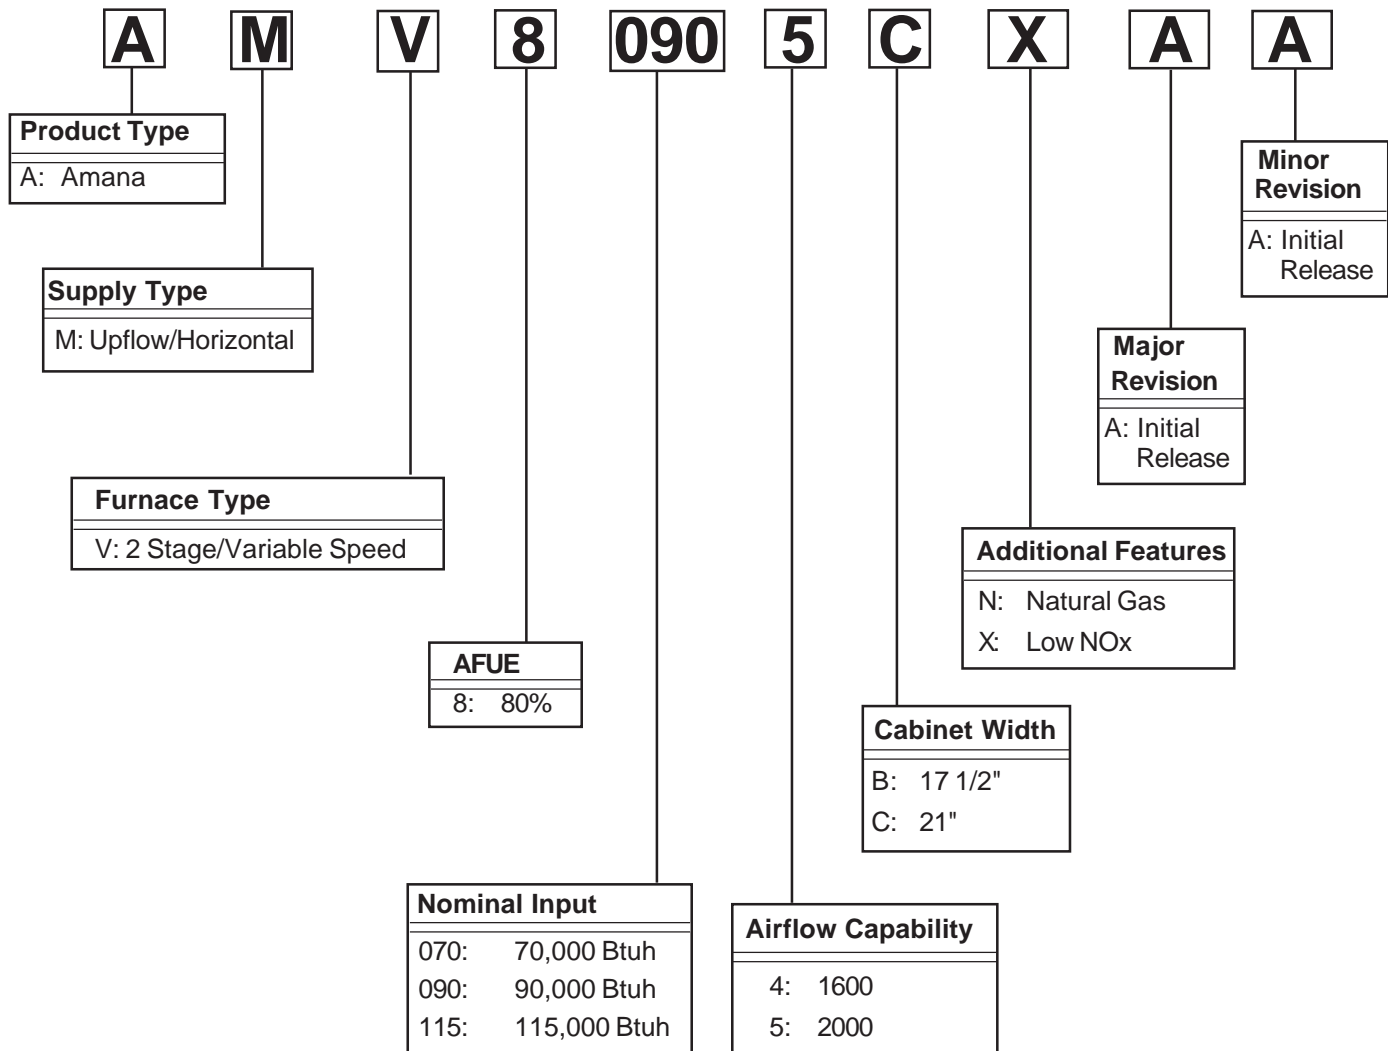 A M V 8 090 5 C X A A
Product Type
A: Amana
Minor
Revision
A: Initial
Release
Supply Type
M: Upflow/Horizontal
Major
Revision
A: Initial
Release
Furnace Type
V: 2 Stage/Variable Speed
Additional Features
N: Natural Gas
X: Low NOx
AFUE
8: 80%
Cabinet Width
B: 17 1/2"
C: 21"
Nominal Input
070: 70,000 Btuh
090: 90,000 Btuh
115: 115,000 Btuh
Airflow Capability
4: 1600
5: 2000